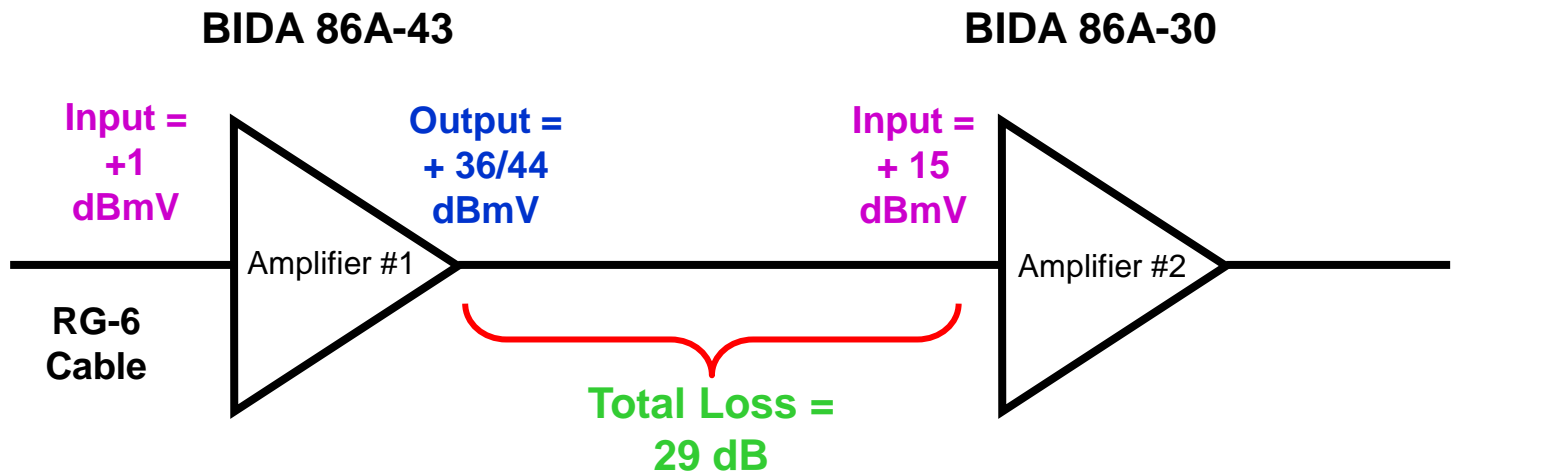 BIDA 86A-43
BIDA 86A-30
Input =
+1
dBmV
Output =
+ 36/44
dBmV
Input =
+ 15
dBmV
Amplifier #1
Amplifier #2
RG-6
Cable
Total Loss =
29 dB